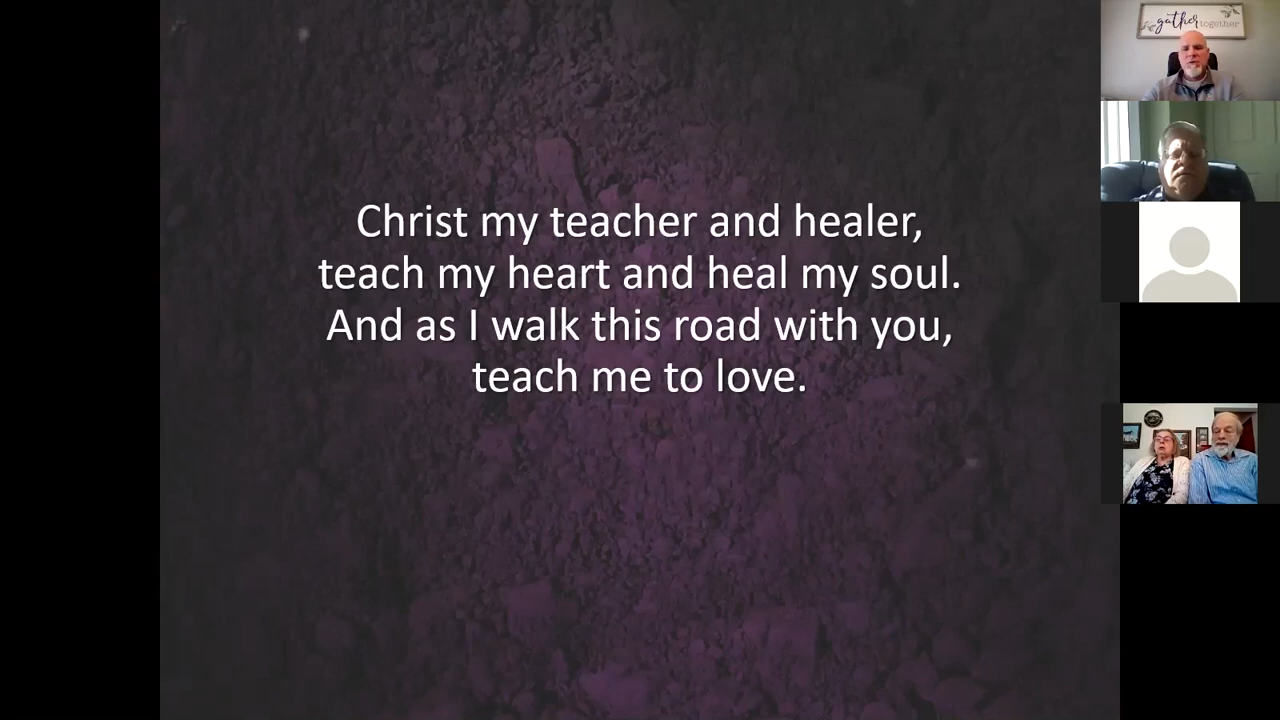 Christ my teacher and healer,
teach my heart and heal my soul.
And as I walk this road with you,
teach me to love.
gather together